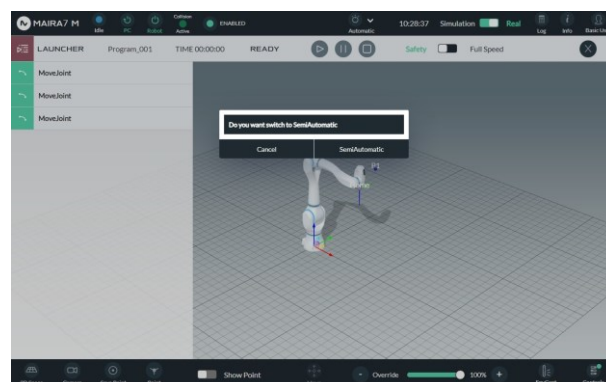 MAIRA7 M
Idle
PC
Robot
Collision
Active
ENABLED
Automatic
10:28:37
Simulation
Real
Log
Info
LAUNCHER
Program_001
TIME 00:00:00
READY
Safety
Full Speed
MoveJoint
MoveJoint
MoveJoint
Do you want switch to SemiAutomatic
Cancel
SemiAutomatic
P1
Home
Show Point
Override
100%